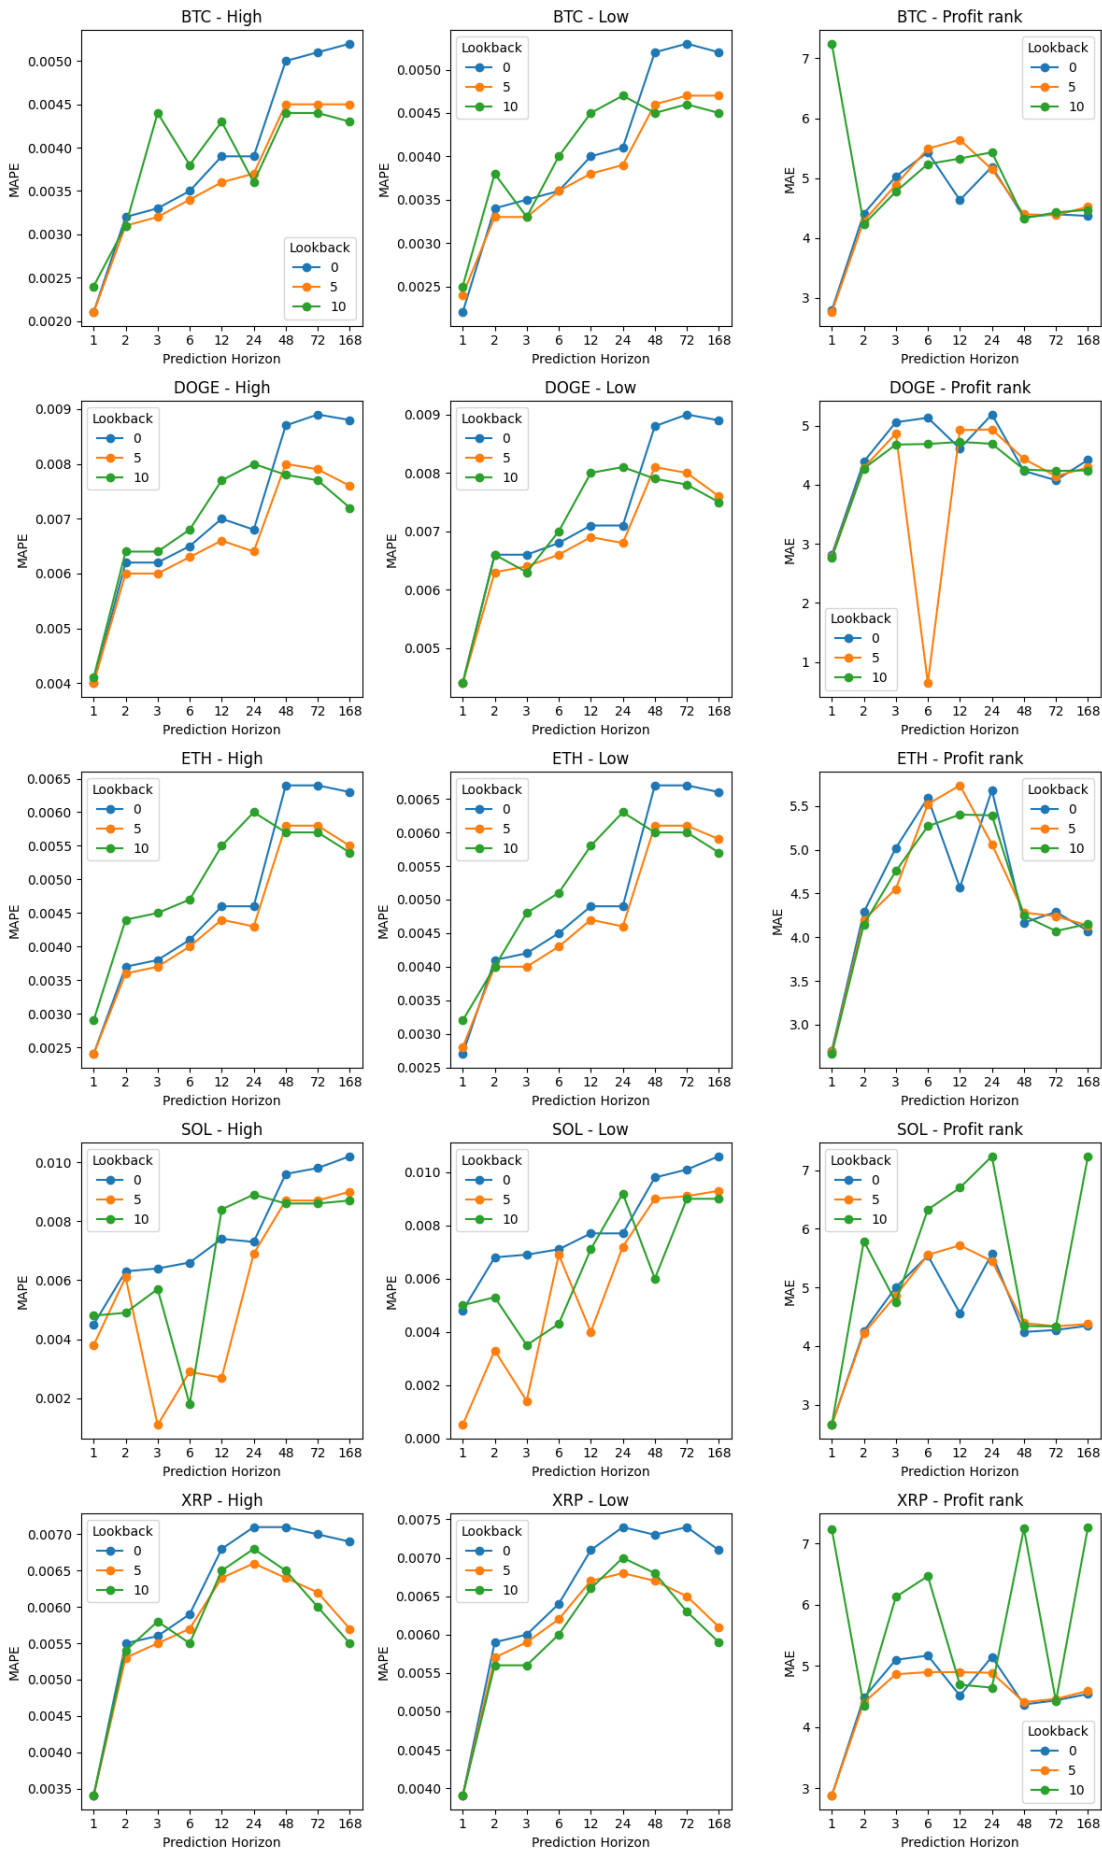 BTC - High
MAPE
0.0050
0.0045
0.0040
0.0035
0.0030
0.0025
0.0020
Lookback
0
5
10
1 2 3 6 12 24 48 72 168
Prediction Horizon
BTC - Low
MAPE
0.0050
0.0045
0.0040
0.0035
0.0030
0.0025
Lookback
0
5
10
1 2 3 6 12 24 48 72 168
Prediction Horizon
BTC - Profit rank
MAE
7
6
5
4
3
Lookback
0
5
10
1 2 3 6 12 24 48 72 168
Prediction Horizon
DOGE - High
MAPE
0.009
0.008
0.007
0.006
0.005
0.004
Lookback
0
5
10
1 2 3 6 12 24 48 72 168
Prediction Horizon
DOGE - Low
MAPE
0.009
0.008
0.007
0.006
0.005
Lookback
0
5
10
1 2 3 6 12 24 48 72 168
Prediction Horizon
DOGE - Profit rank
MAE
5
4
3
2
1
Lookback
0
5
10
1 2 3 6 12 24 48 72 168
Prediction Horizon
ETH - High
MAPE
0.0065
0.0060
0.0055
0.0050
0.0045
0.0040
0.0035
0.0030
0.0025
Lookback
0
5
10
1 2 3 6 12 24 48 72 168
Prediction Horizon
ETH - Low
MAPE
0.0065
0.0060
0.0055
0.0050
0.0045
0.0040
0.0035
0.0030
0.0025
Lookback
0
5
10
1 2 3 6 12 24 48 72 168
Prediction Horizon
ETH - Profit rank
MAE
5.5
5.0
4.5
4.0
3.5
3.0
Lookback
0
5
10
1 2 3 6 12 24 48 72 168
Prediction Horizon
SOL - High
MAPE
0.010
0.008
0.006
0.004
0.002
Lookback
0
5
10
1 2 3 6 12 24 48 72 168
Prediction Horizon
SOL - Low
MAPE
0.010
0.008
0.006
0.004
0.002
0.000
Lookback
0
5
10
1 2 3 6 12 24 48 72 168
Prediction Horizon
SOL - Profit rank
MAE
7
6
5
4
3
Lookback
0
5
10
1 2 3 6 12 24 48 72 168
Prediction Horizon
XRP - High
MAPE
0.0070
0.0065
0.0060
0.0055
0.0050
0.0045
0.0040
0.0035
Lookback
0
5
10
1 2 3 6 12 24 48 72 168
Prediction Horizon
XRP - Low
MAPE
0.0075
0.0070
0.0065
0.0060
0.0055
0.0050
0.0045
0.0040
Lookback
0
5
10
1 2 3 6 12 24 48 72 168
Prediction Horizon
XRP - Profit rank
MAE
7
6
5
4
3
Lookback
0
5
10
1 2 3 6 12 24 48 72 168
Prediction Horizon